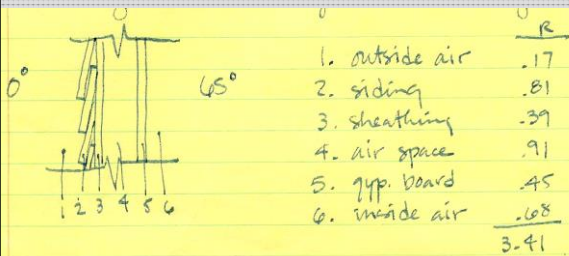 R
1. outside air .17
2. siding .81
3. sheathing .39
4. air space .91
5. gyp. board .45
6. inside air .68
3.41
0° 65°
1 2 3 4 5 6